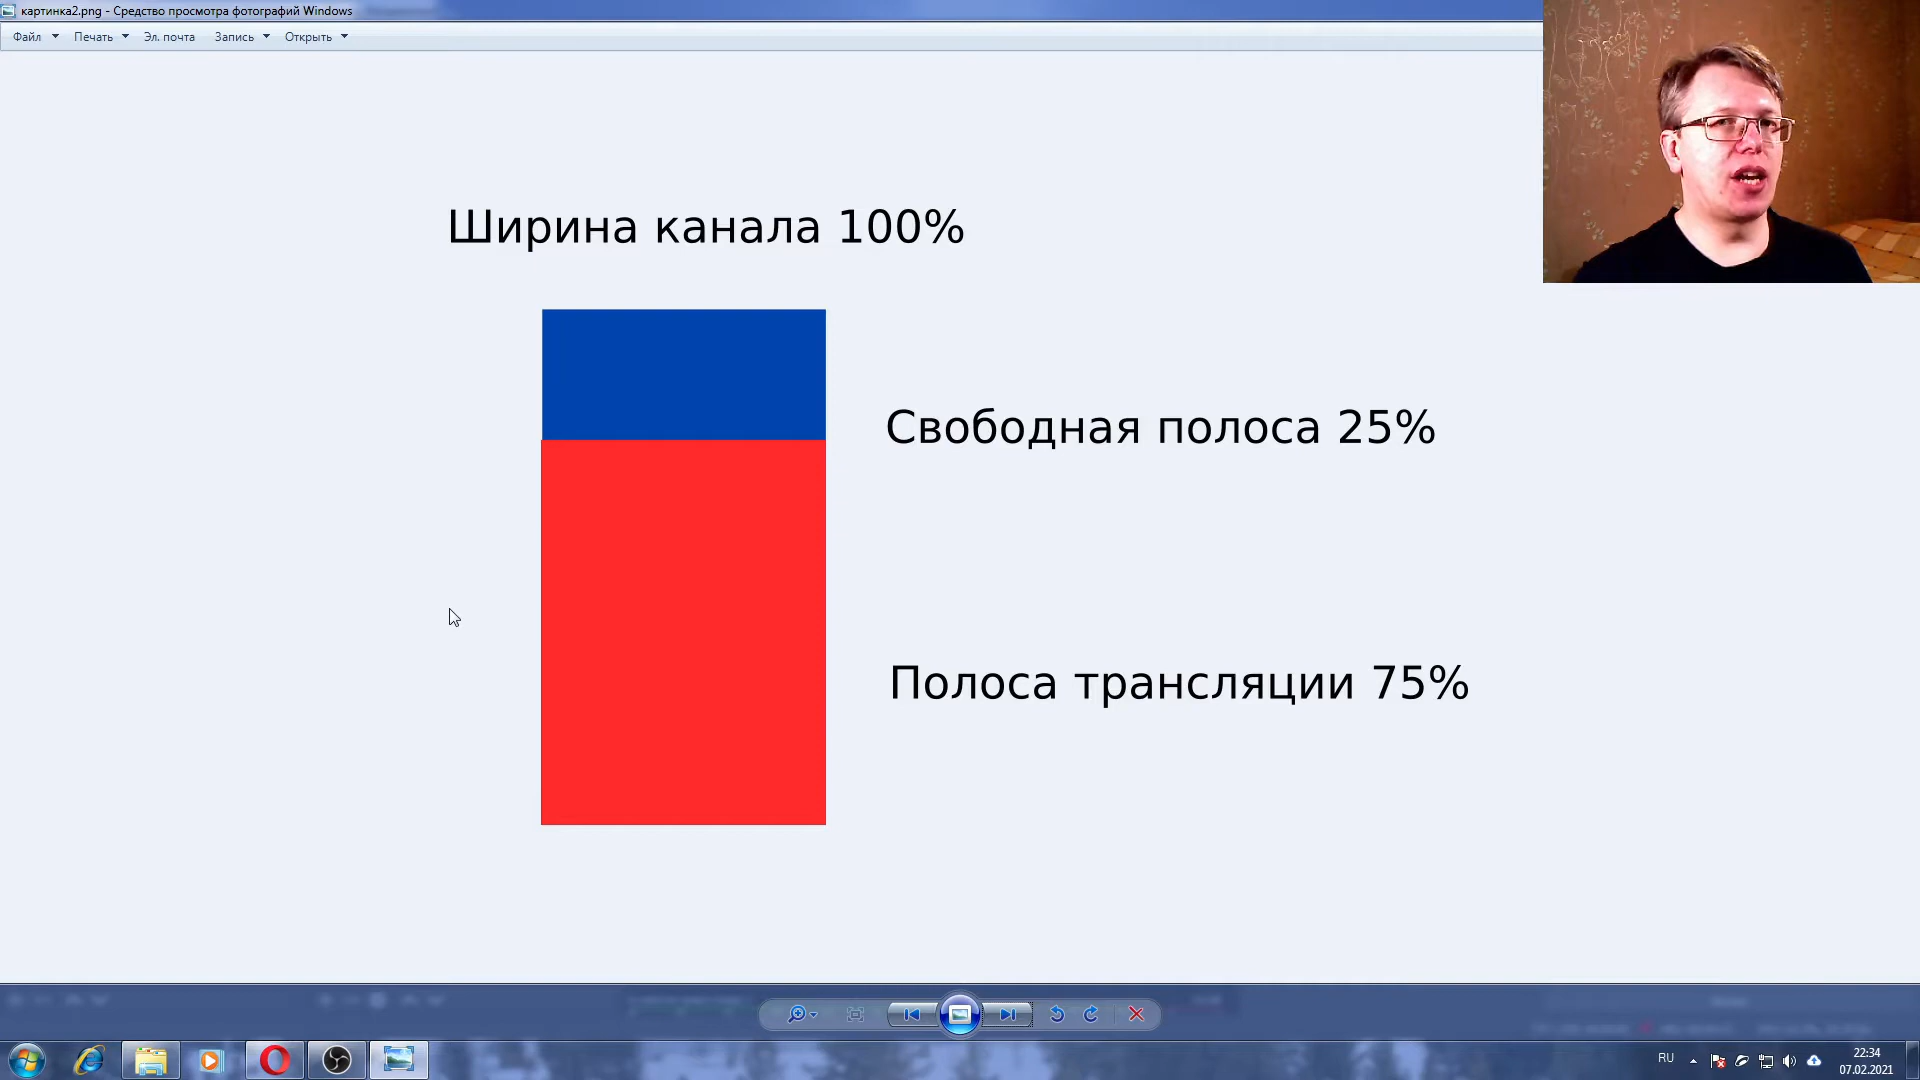 картинка2.png - Средство просмотра фотографий Windows
Файл Печать Эл. почта Запись Открыть
Ширина канала 100%
Свободная полоса 25%
Полоса трансляции 75%
RU
22:34
07.02.2021